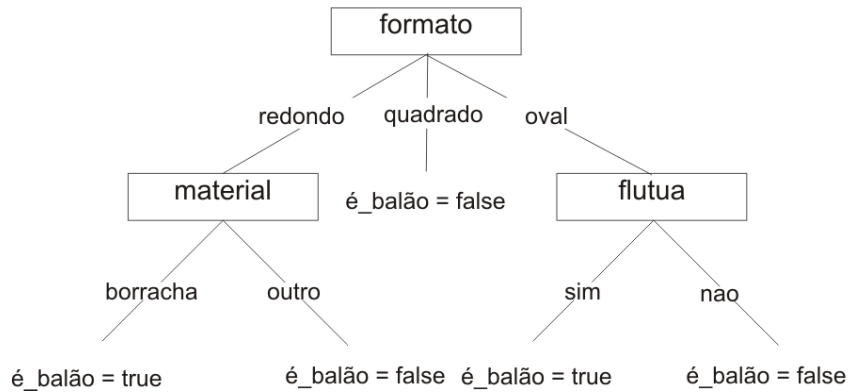 formato
redondo
quadrado
oval
material
é_balão = false
flutua
borracha
outro
sim
nao
é_balão = true
é_balão = false
é_balão = true
é_balão = false